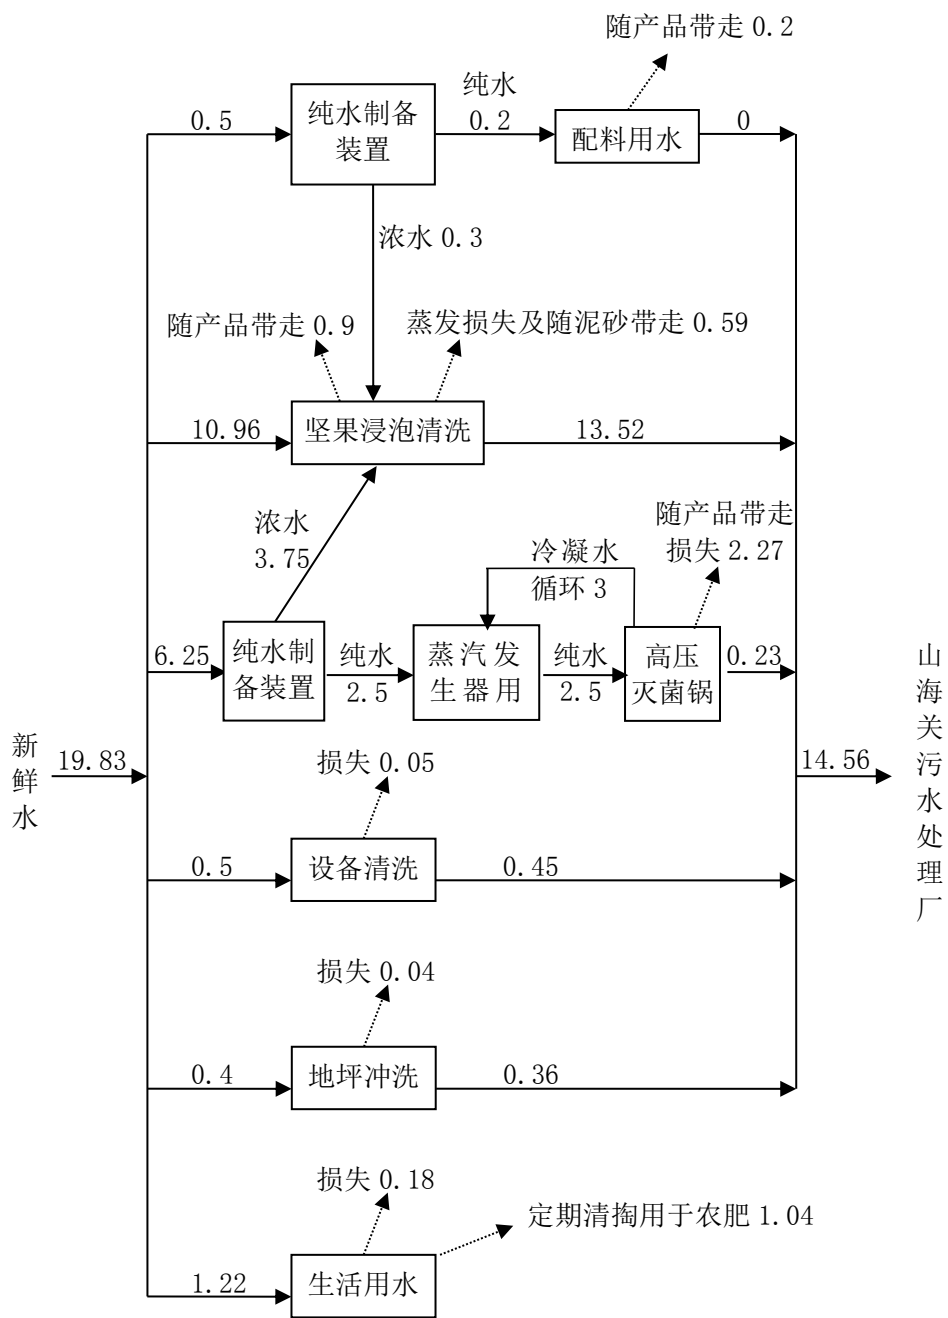 随产品带走 0.2
纯水
0.5
纯水制备
装置
0.2
配料用水
0
浓水 0.3
随产品带走 0.9
蒸发损失及随泥砂带走 0.59
10.96
坚果浸泡清洗
13.52
浓水
3.75
随产品带走
损失 2.27
冷凝水
循环 3
6.25
纯水制
备装置
纯水
2.5
蒸汽发
生器用
纯水
2.5
高压
灭菌锅
0.23
新鲜水
19.83
14.56
山海关污水处理厂
损失 0.05
0.5
设备清洗
0.45
损失 0.04
0.4
地坪冲洗
0.36
损失 0.18
定期清掏用于农肥 1.04
1.22
生活用水